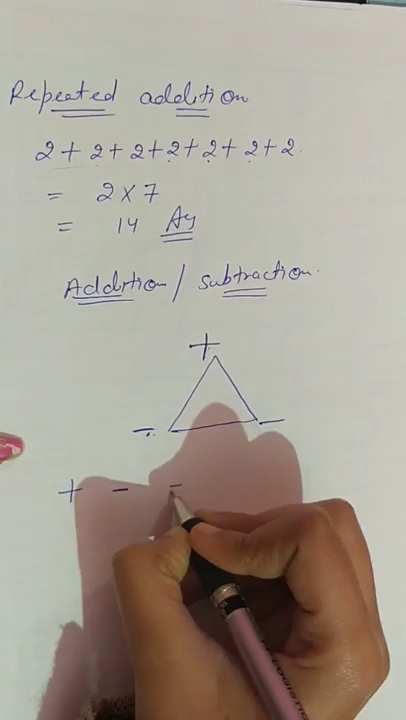 Repeated addition
2 + 2 + 2 + 2 + 2 + 2 + 2.
= 2 × 7
= 14 Ay
Addition / subtraction.
+
- -
+ - -